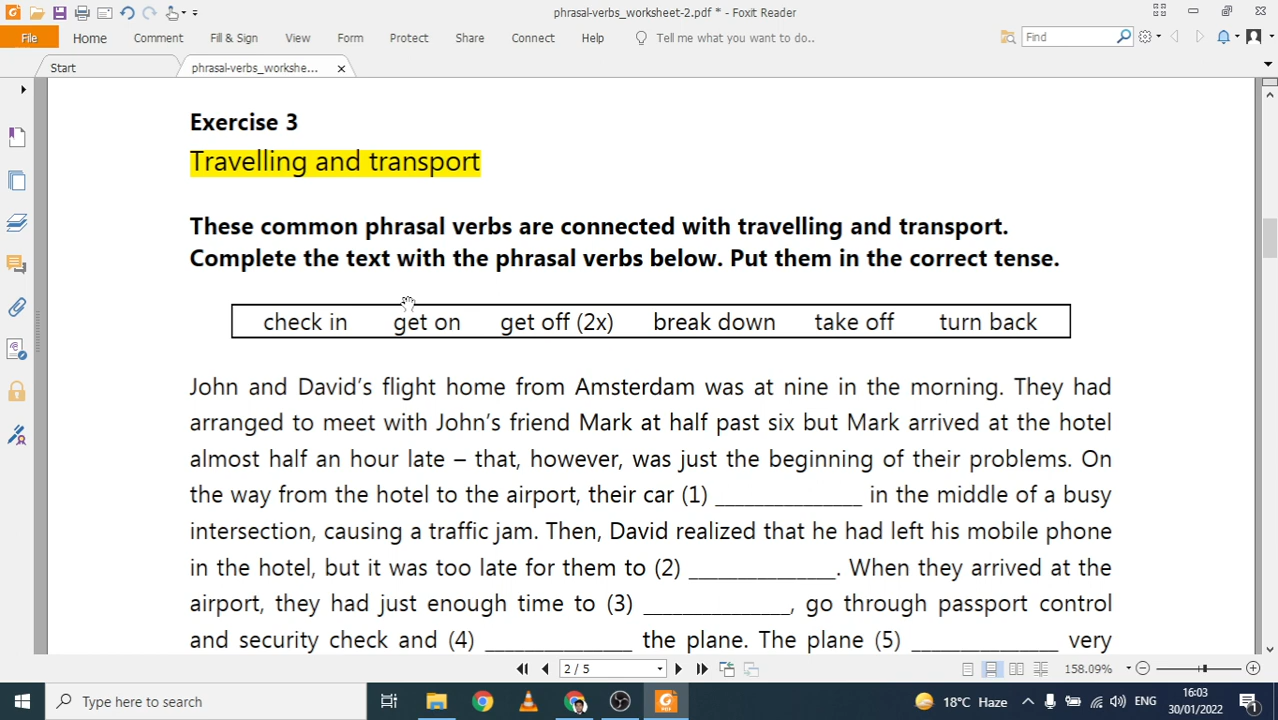 phrasal-verbs_worksheet-2.pdf * - Foxit Reader
File Home Comment Fill & Sign View Form Protect Share Connect Help Tell me what you want to do.. Find
Start phrasal-verbs_workshe... ×
Exercise 3
Travelling and transport
These common phrasal verbs are connected with travelling and transport.
Complete the text with the phrasal verbs below. Put them in the correct tense.
check in get on get off (2x) break down take off turn back
John and David’s flight home from Amsterdam was at nine in the morning. They had
arranged to meet with John’s friend Mark at half past six but Mark arrived at the hotel
almost half an hour late – that, however, was just the beginning of their problems. On
the way from the hotel to the airport, their car (1) ______________ in the middle of a busy
intersection, causing a traffic jam. Then, David realized that he had left his mobile phone
in the hotel, but it was too late for them to (2) ______________. When they arrived at the
airport, they had just enough time to (3) ______________, go through passport control
and security check and (4) ______________ the plane. The plane (5) ______________ very
2 / 5 158.09%
Type here to search 18°C Haze ENG 16:03
30/01/2022 1